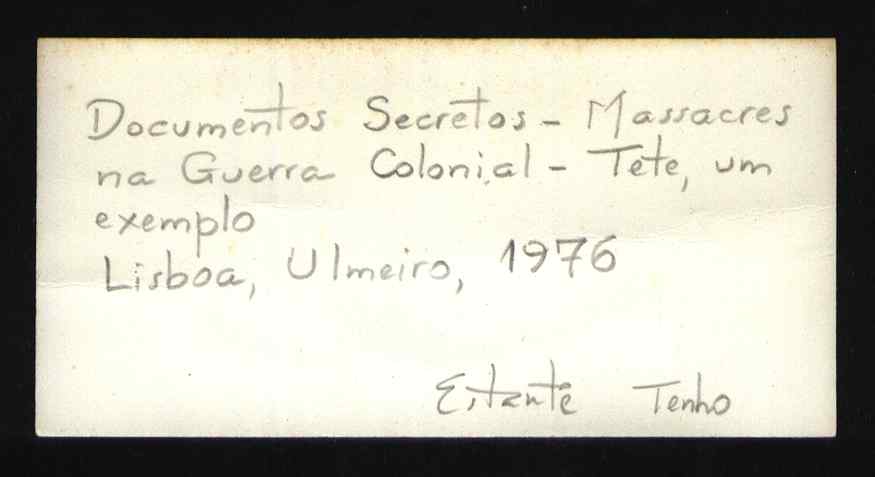 Documentos Secretos - Massacres
na Guerra Colonial - Tete, um
exemplo
Lisboa, Ulmeiro, 1976
Estante Tenho